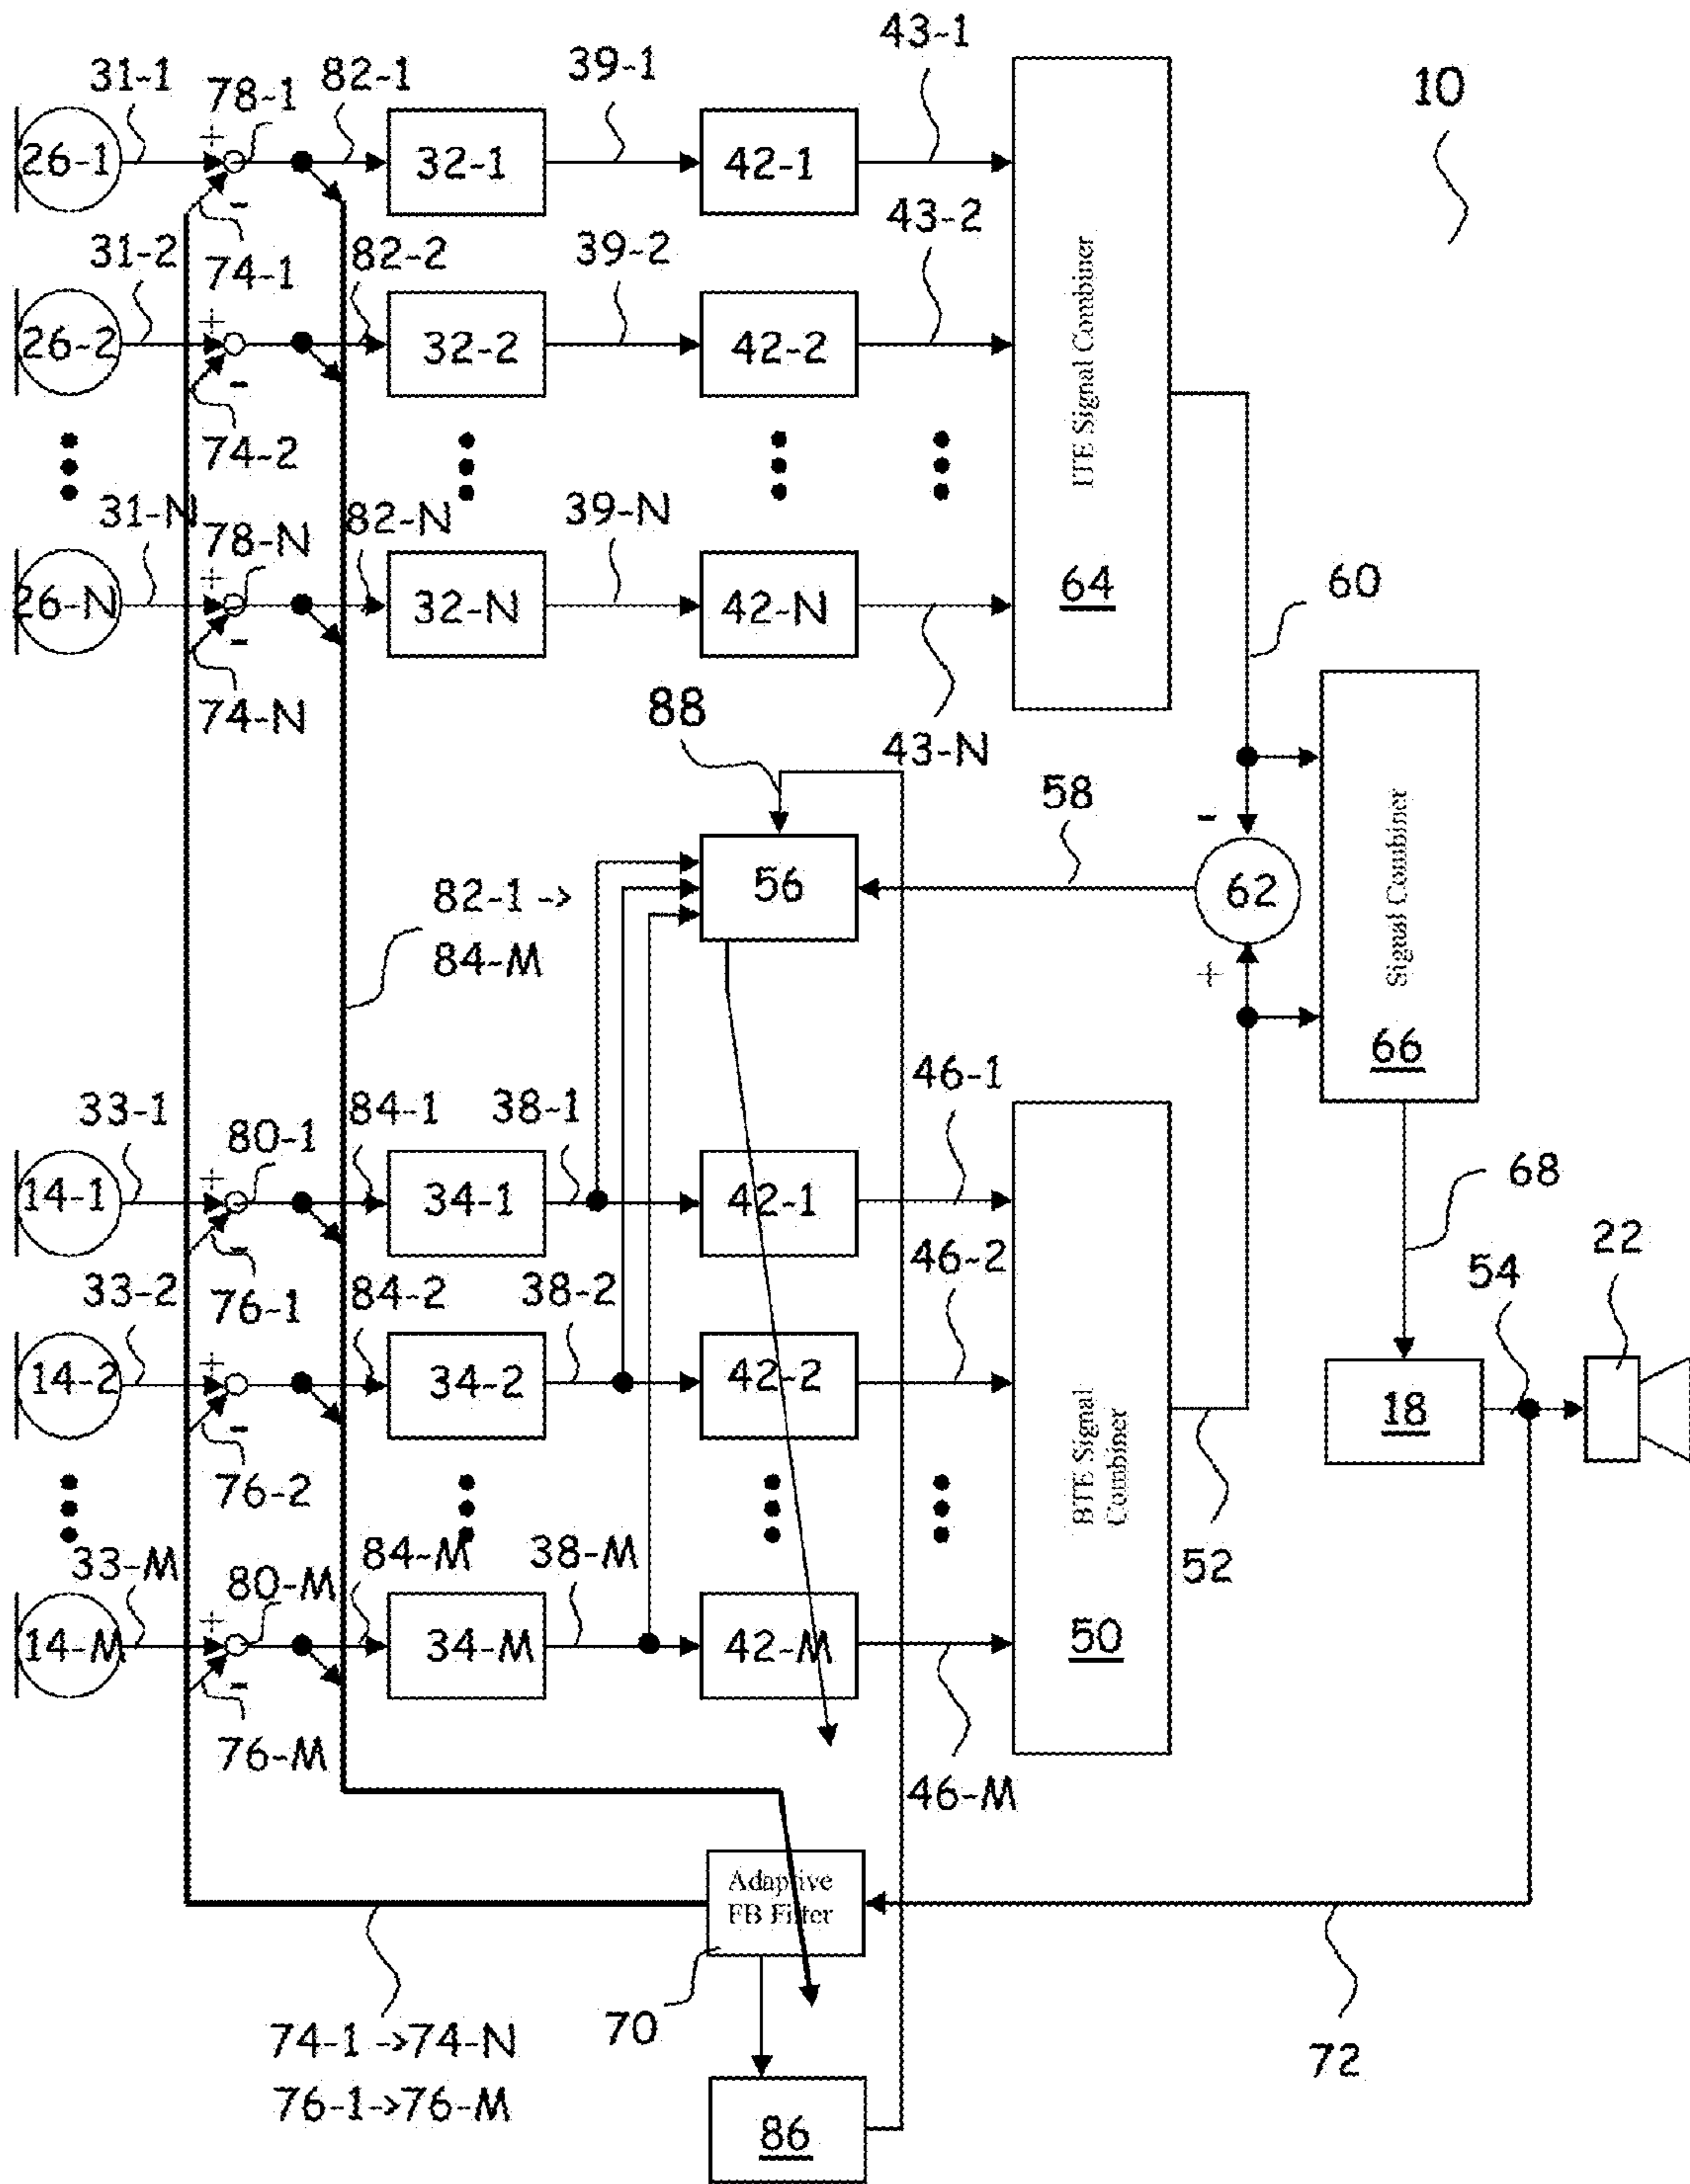 43-1
10
31-1
78-1
82-1
39-1
+
26-1
32-1
42-1
-
43-2
31-2
74-1
82-2
39-2
ITE Signal Combiner
+
26-2
32-2
42-2
-
74-2
31-N
78-N
82-N
39-N
+
26-N
32-N
42-N
64
60
-
74-N
88
43-N
58
-
56
62
Signal Combiner
82-1 ->
84-M
+
66
33-1
80-1
84-1
38-1
46-1
+
14-1
34-1
42-1
68
-
33-2
76-1
84-2
38-2
46-2
54
22
+
14-2
34-2
42-2
18
-
BTE Signal
Combiner
76-2
33-M
80-M
84-M
38-M
52
+
14-M
34-M
42-M
50
-
76-M
46-M
Adaptive
FB Filter
74-1 ->74-N
70
72
76-1->76-M
86